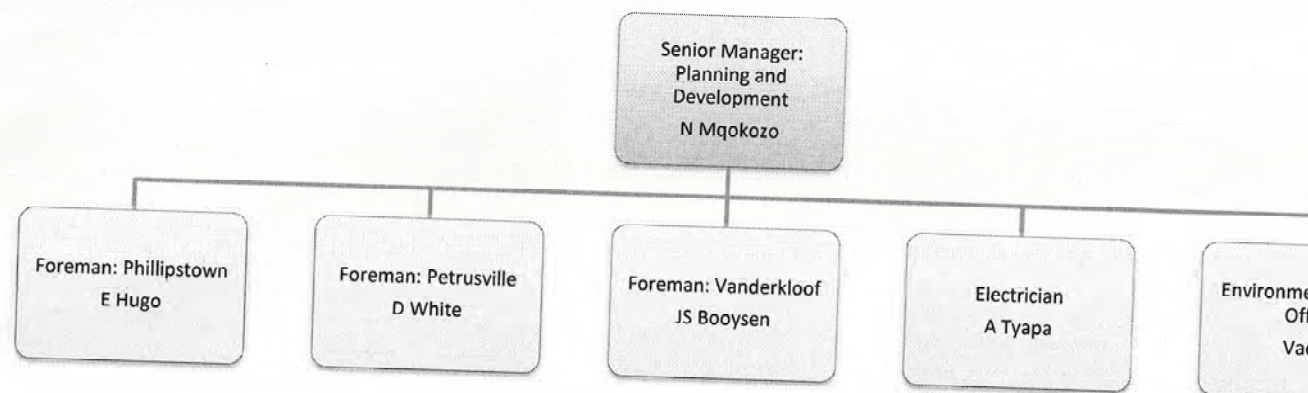 Senior Manager:
Planning and
Development
N Mqokozo
Foreman: Phillipstown
E Hugo
Foreman: Petrusville
D White
Foreman: Vanderkloof
JS Booysen
Electrician
A Tyapa